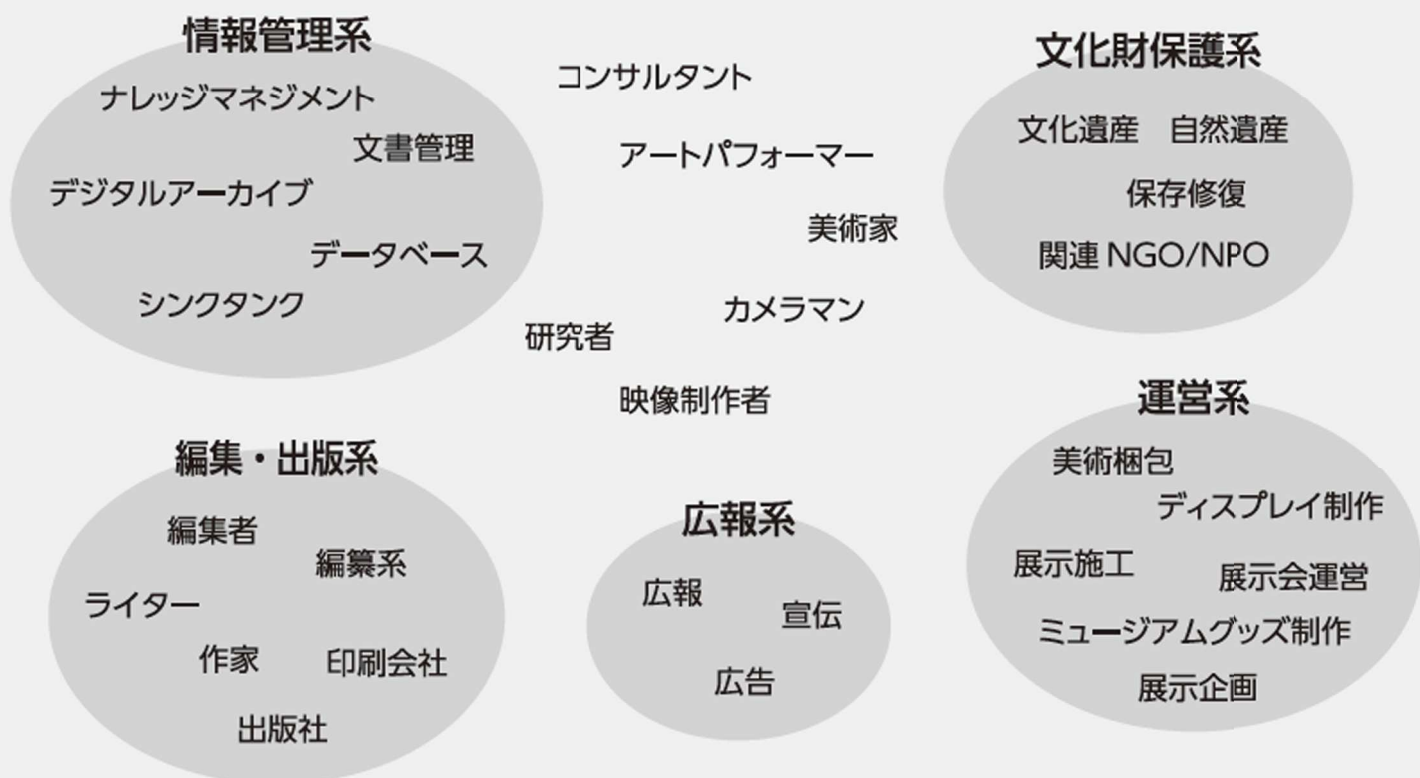 情報管理系
ナレッジマネジメント
文書管理
デジタルアーカイブ
データベース
シンクタンク
コンサルタント
アートパフォーマー
美術家
カメラマン
研究者
映像制作者
文化財保護系
文化遺産 自然遺産
保存修復
関連 NGO/NPO
編集・出版系
編集者
編纂系
ライター
作家
印刷会社
出版社
広報系
広報
宣伝
広告
運営系
美術梱包
ディスプレイ制作
展示施工
展示会運営
ミュージアムグッズ制作
展示企画